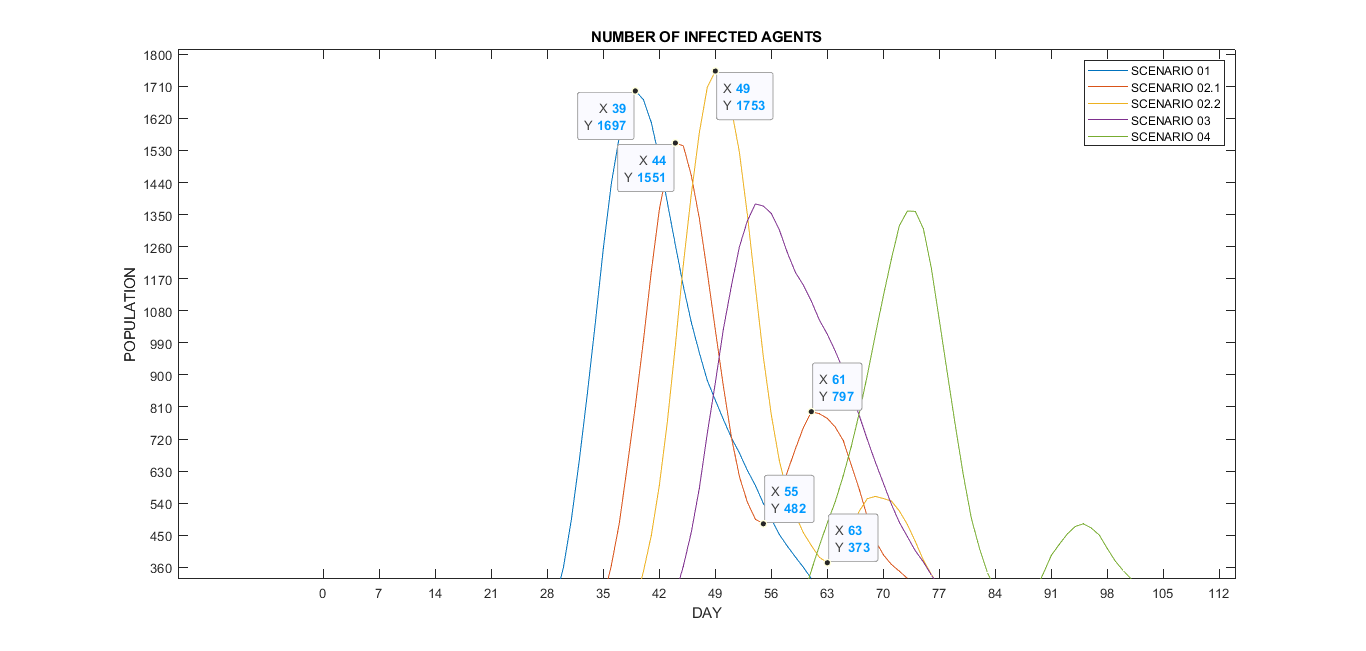 NUMBER OF INFECTED AGENTS
1800
1710
1620
1530
1440
1350
1260
1170
1080
990
900
810
720
630
540
450
360
POPULATION
X 39
Y 1697
X 44
Y 1551
X 49
Y 1753
X 61
Y 797
X 55
Y 482
X 63
Y 373
SCENARIO 01
SCENARIO 02.1
SCENARIO 02.2
SCENARIO 03
SCENARIO 04
0 7 14 21 28 35 42 49 56 63 70 77 84 91 98 105 112
DAY